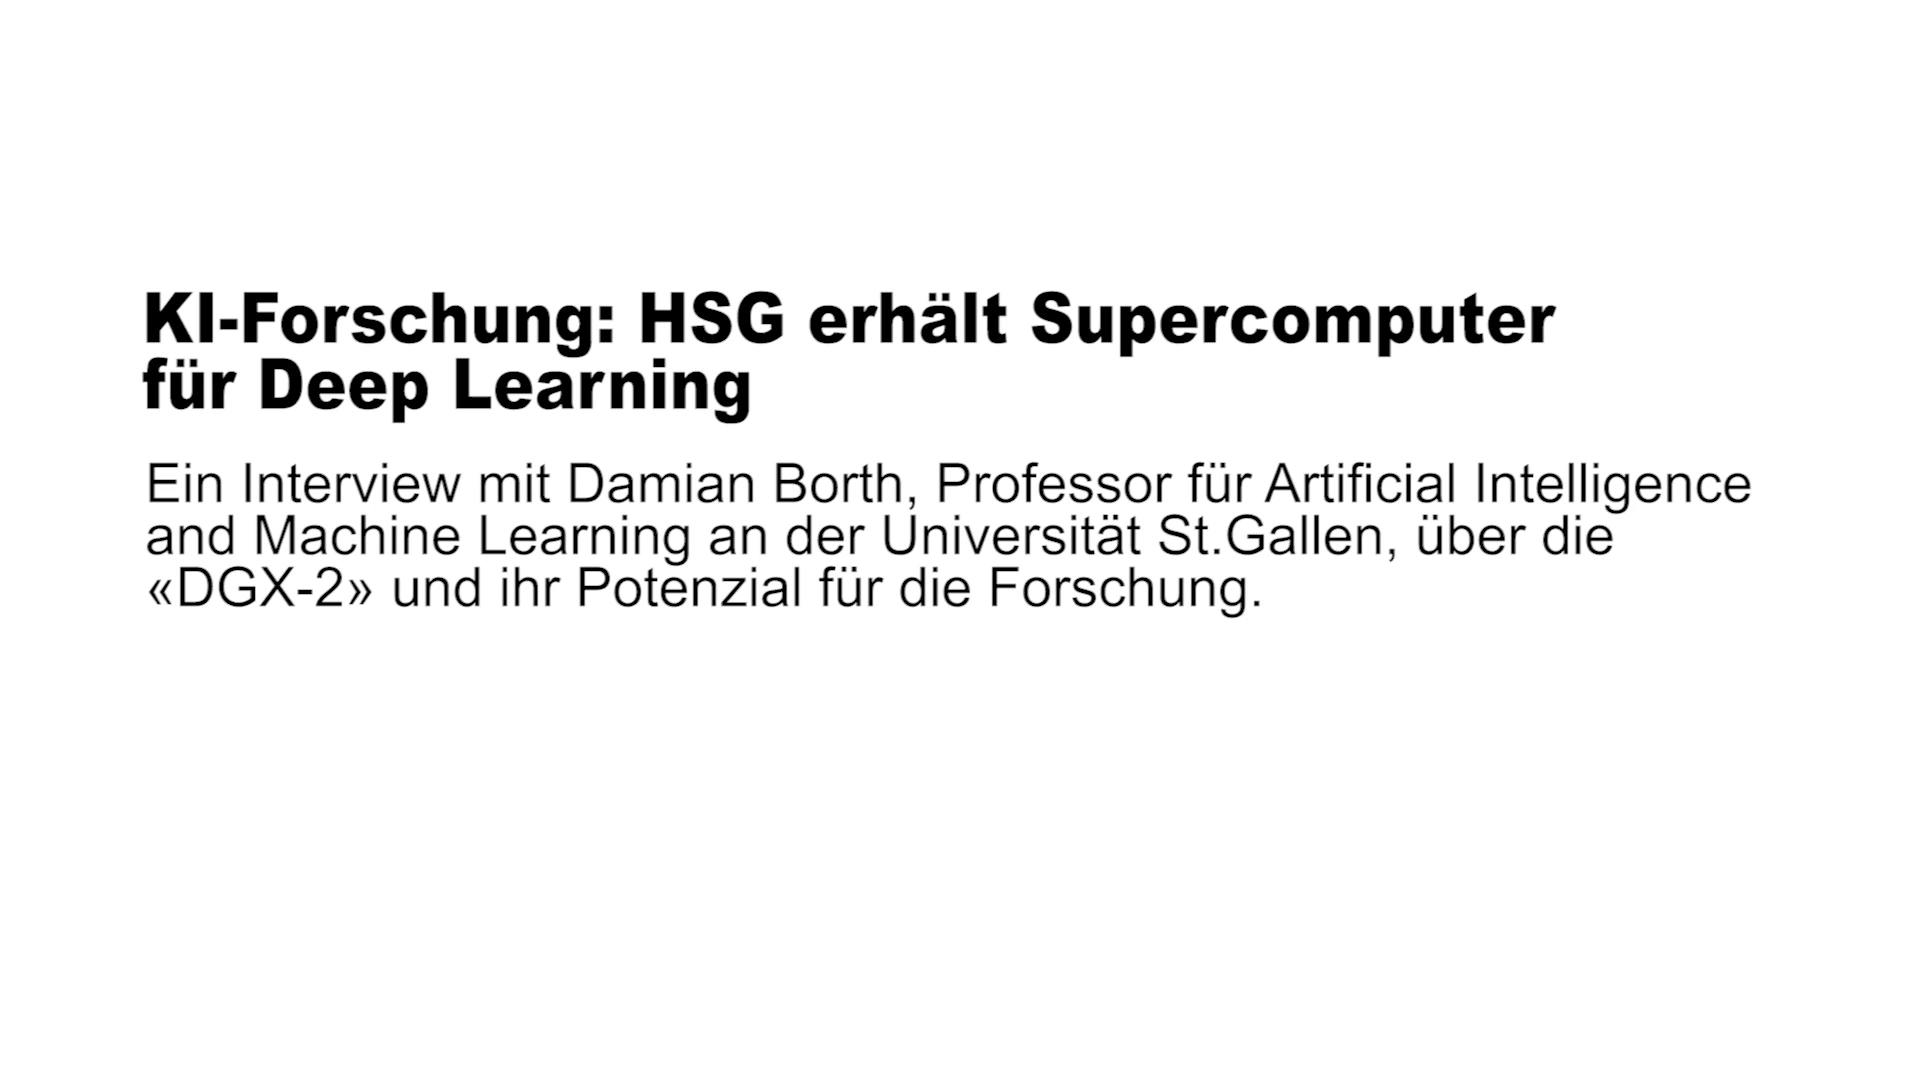 KI-Forschung: HSG erhält Supercomputer
für Deep Learning
Ein Interview mit Damian Borth, Professor für Artificial Intelligence
and Machine Learning an der Universität St.Gallen, über die
«DGX-2» und ihr Potenzial für die Forschung.